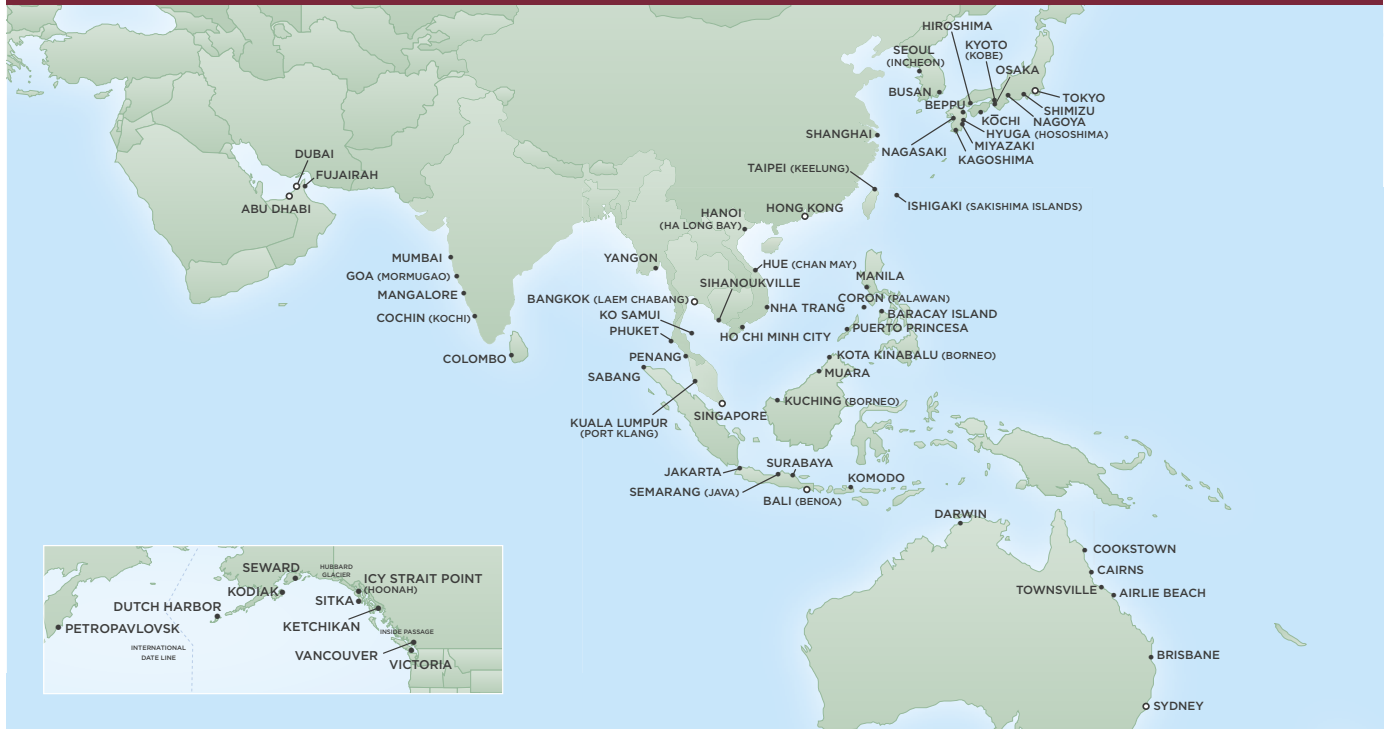 HIROSHIMA
SEOUL
(INCHEON)
KYOTO
(KOBE)
OSAKA
BUSAN
BEPPU
TOKYO
SHIMIZU
NAGOYA
KŌCHI
HYUGA (HOSOSHIMA)
MIYAZAKI
KAGOSHIMA
NAGASAKI
SHANGHAI
TAIPEI (KEELUNG)
ISHIGAKI (SAKISHIMA ISLANDS)
HONG KONG
HANOI
(HA LONG BAY)
DUBAI
FUJAIRAH
ABU DHABI
MUMBAI
GOA (MORMUGAO)
MANGALORE
COCHIN (KOCHI)
COLOMBO
YANGON
HUE (CHAN MAY)
SIHANOUKVILLE
BANGKOK (LAEM CHABANG)
NHA TRANG
KO SAMUI
PHUKET
HO CHI MINH CITY
PENANG
SABANG
MANILA
CORON (PALAWAN)
BARACAY ISLAND
PUERTO PRINCESA
KOTA KINABALU (BORNEO)
MUARA
KUCHING (BORNEO)
SINGAPORE
KUALA LUMPUR
(PORT KLANG)
JAKARTA
SURABAYA
SEMARANG (JAVA)
BALI (BENOA)
KOMODO
DARWIN
COOKSTOWN
CAIRNS
TOWNSVILLE
AIRLIE BEACH
BRISBANE
SYDNEY
SEWARD
HUBBARD
GLACIER
ICY STRAIT POINT
(HOONAH)
KODIAK
SITKA
DUTCH HARBOR
KETCHIKAN
PETROPAVLOVSK
INSIDE PASSAGE
INTERNATIONAL
DATE LINE
VANCOUVER
VICTORIA